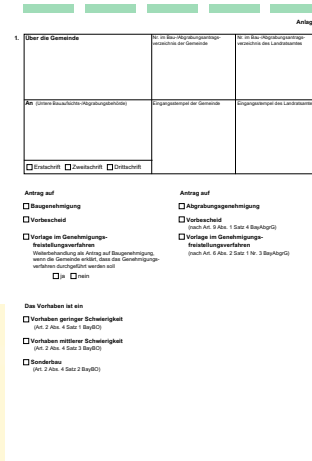 Anlag
1. Über die Gemeinde
Nr. im Bau-/Abgrabungsantrags-
verzeichnis der Gemeinde
Nr. im Bau-/Abgrabungsantrags-
verzeichnis des Landratsamtes
An (Untere Bauaufsichts-/Abgrabungsbehörde)
Eingangsstempel der Gemeinde
Eingangsstempel des Landratsamtes
Erstschrift Zweitschrift Drittschrift
Antrag auf
Baugenehmigung
Vorbescheid
Vorlage im Genehmigungs-
freistellungsverfahren
Weiterbehandlung als Antrag auf Baugenehmigung,
wenn die Gemeinde erklärt, dass das Genehmigungs-
verfahren durchgeführt werden soll
ja nein
Antrag auf
Abgrabungsgenehmigung
Vorbescheid
(nach Art. 9 Abs. 1 Satz 4 BayAbgrG)
Vorlage im Genehmigungs-
freistellungsverfahren
(nach Art. 6 Abs. 2 Satz 1 Nr. 3 BayAbgrG)
Das Vorhaben ist ein
Vorhaben geringer Schwierigkeit
(Art. 2 Abs. 4 Satz 1 BayBO)
Vorhaben mittlerer Schwierigkeit
(Art. 2 Abs. 4 Satz 3 BayBO)
Sonderbau
(Art. 2 Abs. 4 Satz 2 BayBO)